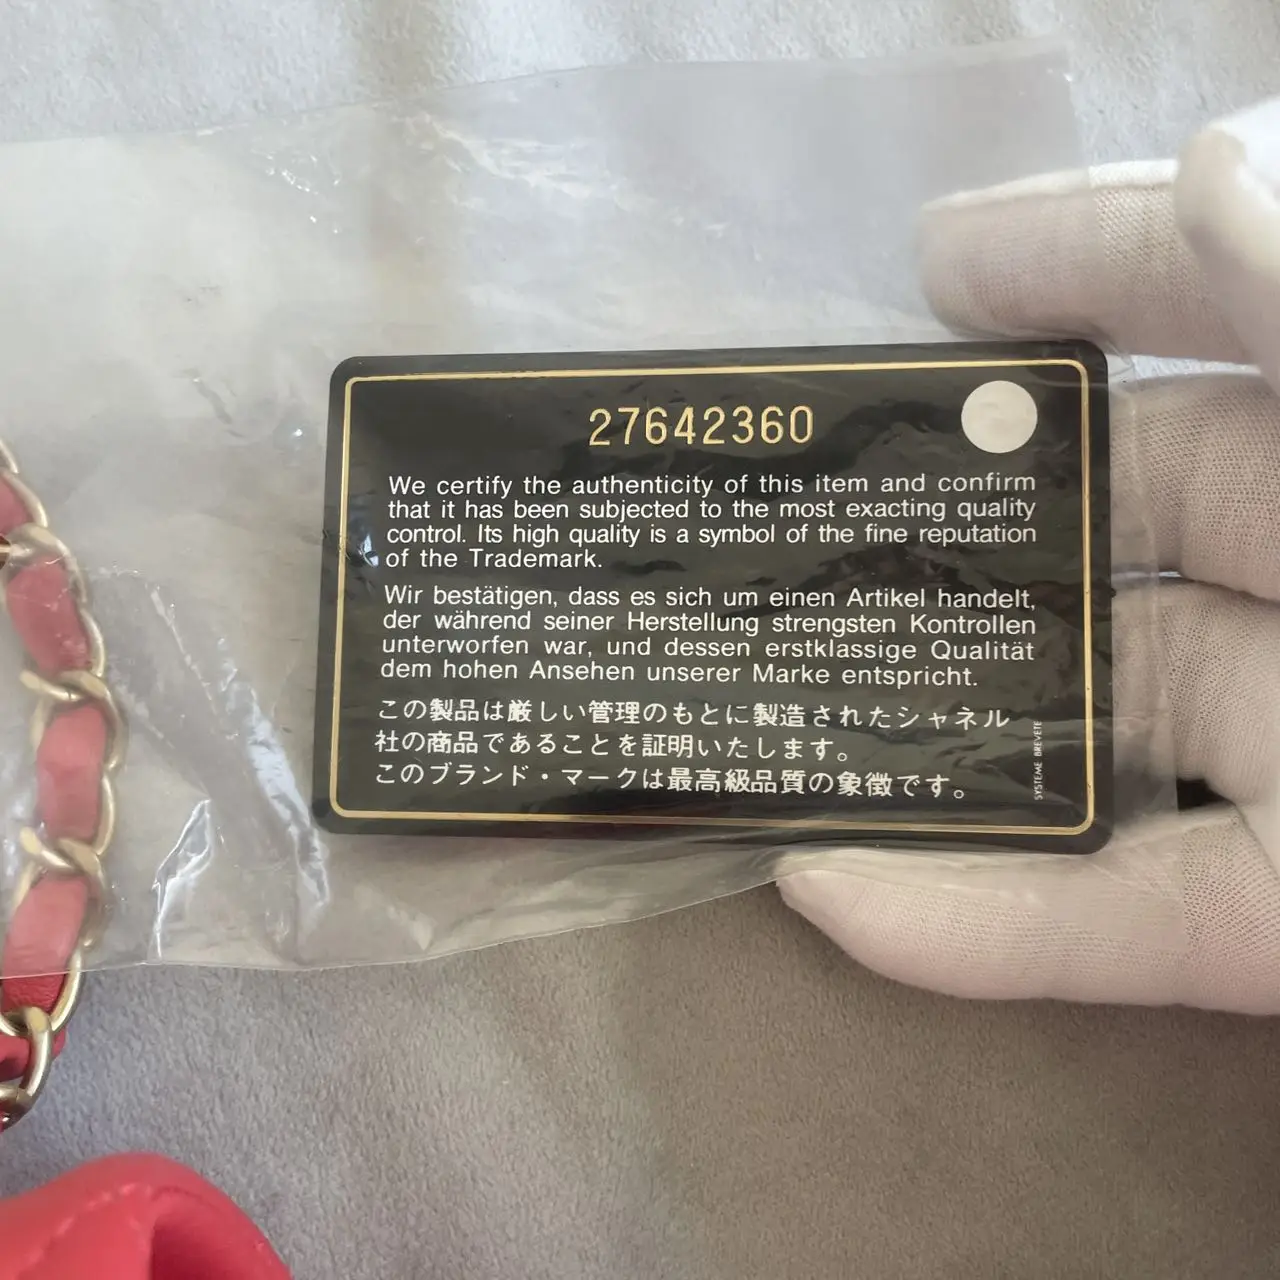 27642360
We certify the authenticity of this item and confirm
that it has been subjected to the most exacting quality
control. Its high quality is a symbol of the fine reputation
of the Trademark.
Wir bestätigen, dass es sich um einen Artikel handelt,
der während seiner Herstellung strengsten Kontrollen
unterworfen war, und dessen erstklassige Qualität
dem hohen Ansehen unserer Marke entspricht.
この製品は厳しい管理のもとに製造されたシャネル
社の商品であることを証明いたします。
このブランド・マークは最高級品質の象徴です。
SYSTEME BREVETE